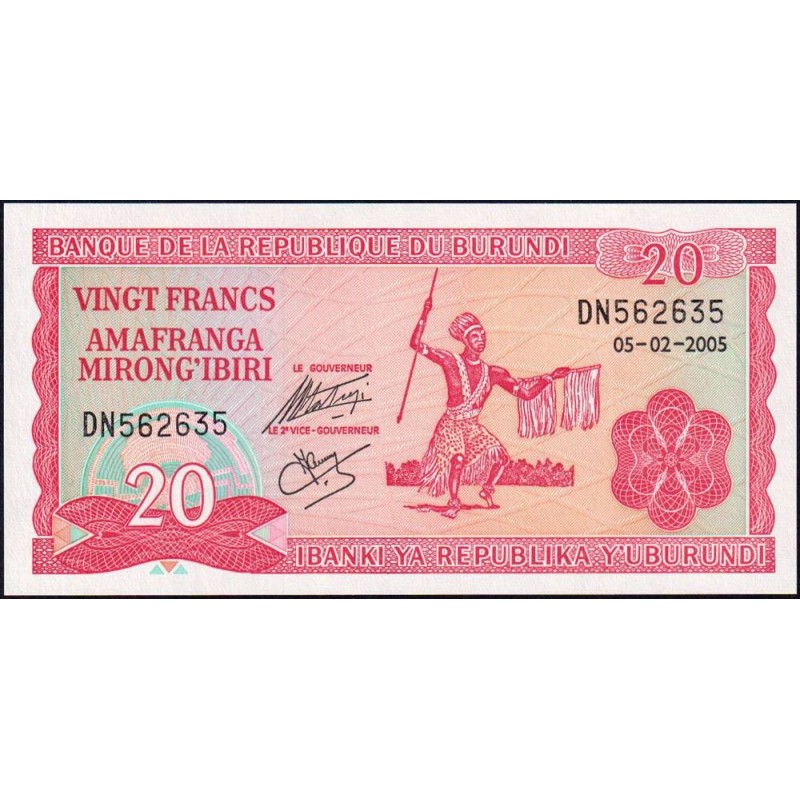 BANQUE DE LA REPUBLIQUE DU BURUNDI
20
VINGT FRANCS
AMAFRANGA
MIRONG'IBIRI
DN562635
05-02-2005
LE GOUVERNEUR
LE 2e VICE-GOUVERNEUR
DN562635
20
IBANKI YA REPUBLIKA Y'UBURUNDI